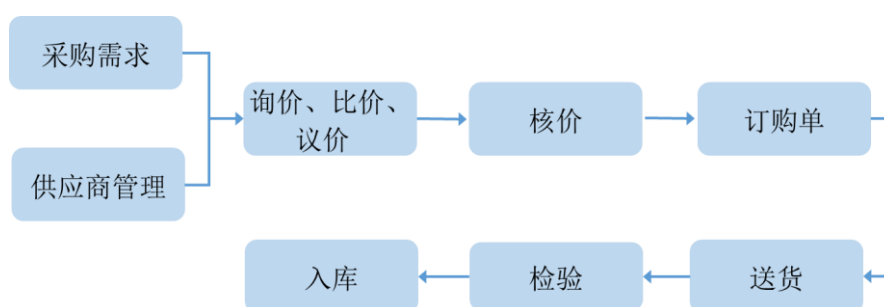 采购需求
供应商管理
询价、比价、
议价
核价
订购单
送货
检验
入库